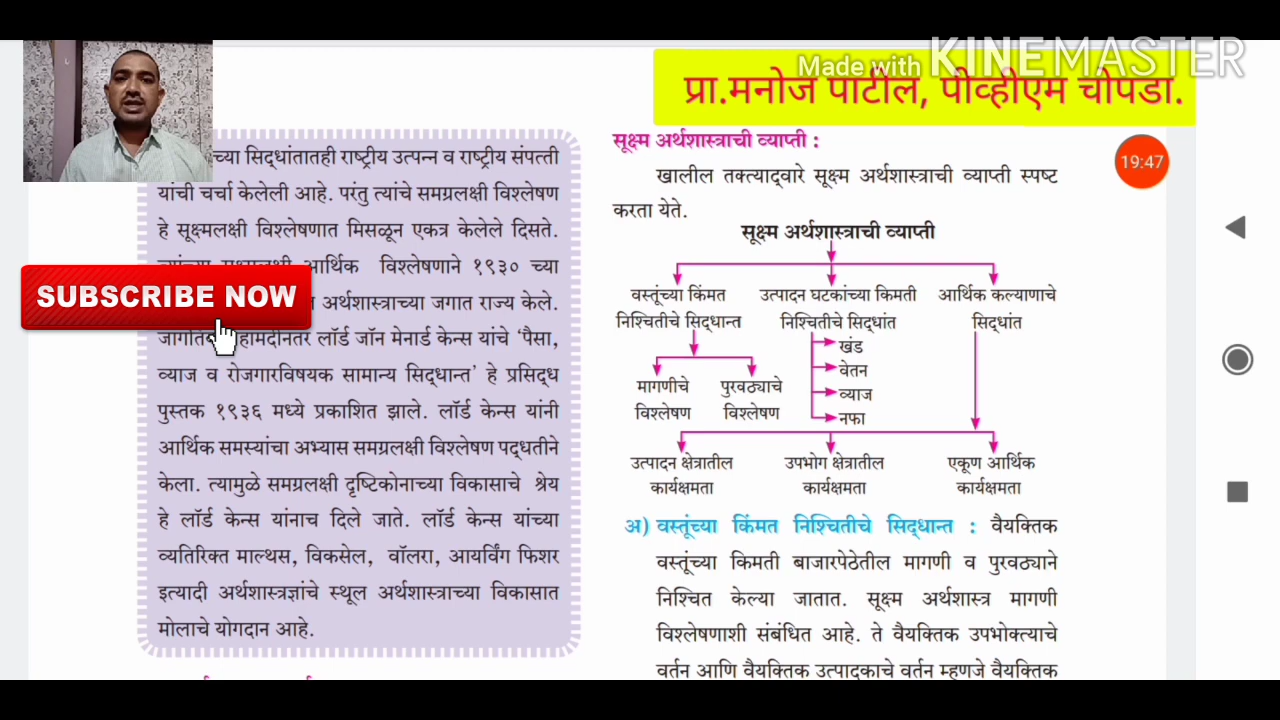 Made with KINEMASTER
प्रा.मनोज पाटील, पीव्हीएम चोपडा.
19:47
च्या सिद्धांतातही राष्ट्रीय उत्पन्न व राष्ट्रीय संपत्ती
यांची चर्चा केलेली आहे. परंतु त्यांचे समग्रलक्षी विश्लेषण
हे सूक्ष्मलक्षी विश्लेषणात मिसळून एकत्र केलेले दिसते.
आर्थिक विश्लेषणाने १९३० च्या
अर्थशास्त्राच्या जगात राज्य केले.
लॉर्ड जॉन मेनार्ड केन्स यांचे ‘पैसा,
व्याज व रोजगारविषयक सामान्य सिद्धान्त’ हे प्रसिद्ध
पुस्तक १९३६ मध्ये प्रकाशित झाले. लॉर्ड केन्स यांनी
आर्थिक समस्यांचा अभ्यास समग्रलक्षी विश्लेषण पद्धतीने
केला. त्यामुळे समग्रलक्षी दृष्टिकोनाच्या विकासाचे श्रेय
हे लॉर्ड केन्स यांनाच दिले जाते. लॉर्ड केन्स यांच्या
व्यतिरिक्त माल्थस, विकसेल, वॉलरा, आयर्विंग फिशर
इत्यादी अर्थशास्त्रज्ञांचे स्थूल अर्थशास्त्राच्या विकासात
मोलाचे योगदान आहे.
SUBSCRIBE NOW
सूक्ष्म अर्थशास्त्राची व्याप्ती :
खालील तक्त्याद्वारे सूक्ष्म अर्थशास्त्राची व्याप्ती स्पष्ट
करता येते.
सूक्ष्म अर्थशास्त्राची व्याप्ती
वस्तूंच्या किंमत
निश्चितीचे सिद्धान्त
उत्पादन घटकांच्या किमती
निश्चितीचे सिद्धांत
आर्थिक कल्याणाचे
सिद्धांत
मागणीचे
विश्लेषण
पुरवठ्याचे
विश्लेषण
खंड
वेतन
व्याज
नफा
उत्पादन क्षेत्रातील
कार्यक्षमता
उपभोग क्षेत्रातील
कार्यक्षमता
एकूण आर्थिक
कार्यक्षमता
अ) वस्तूंच्या किंमत निश्चितीचे सिद्धान्त : वैयक्तिक
वस्तूंच्या किमती बाजारपेठेतील मागणी व पुरवठ्याने
निश्चित केल्या जातात. सूक्ष्म अर्थशास्त्र मागणी
विश्लेषणाशी संबंधित आहे. ते वैयक्तिक उपभोक्त्याचे
वर्तन आणि वैयक्तिक उत्पादकाचे वर्तन म्हणजे वैयक्तिक